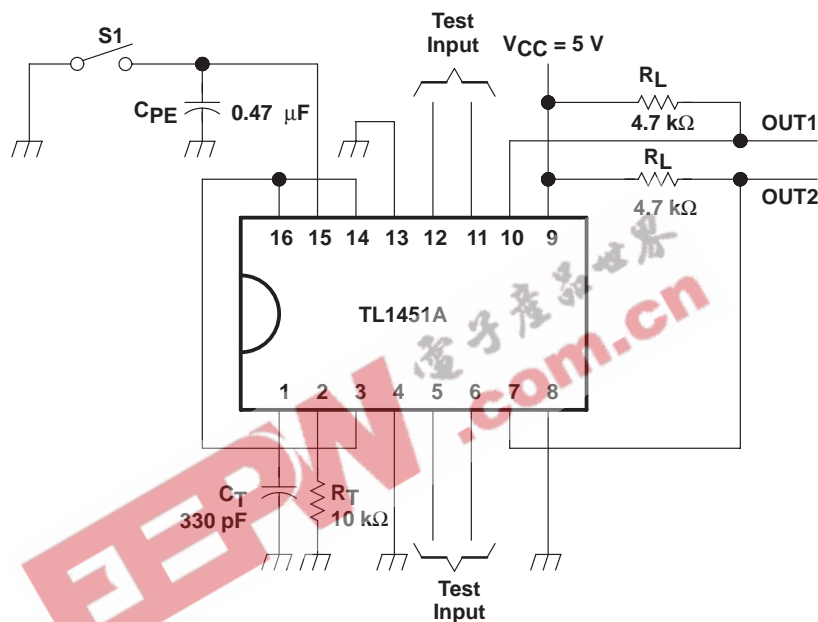 S1
Test
Input
VCC = 5 V
RL
4.7 kΩ
OUT1
CPE
0.47 μF
RL
4.7 kΩ
OUT2
16 15 14 13 12 11 10 9
TL1451A
電子產品世界
.com.cn
EEPW
1 2 3 4 5 6 7 8
CT
330 pF
RT
10 kΩ
Test
Input